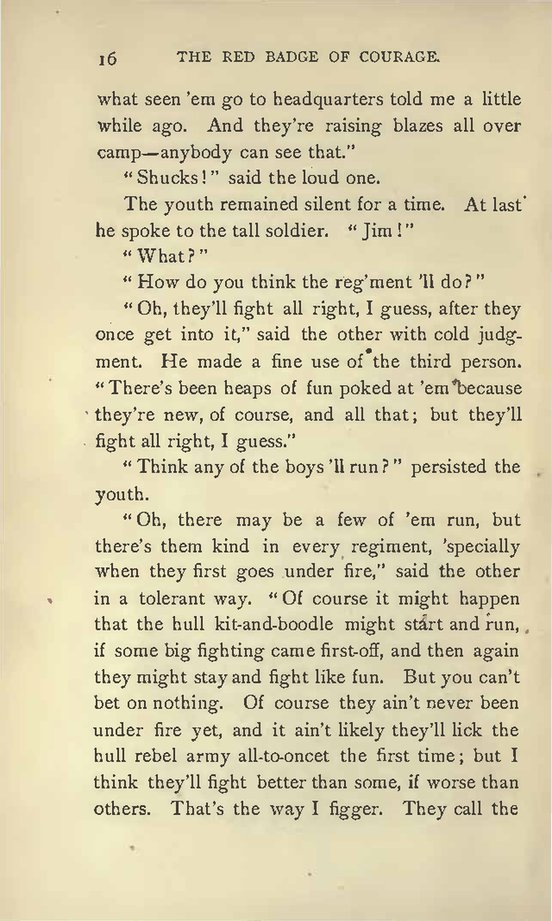 16 THE RED BADGE OF COURAGE.
what seen 'em go to headquarters told me a little
while ago. And they're raising blazes all over
camp—anybody can see that."
"Shucks!" said the loud one.
The youth remained silent for a time. At last
he spoke to the tall soldier. "Jim!"
"What?"
"How do you think the reg'ment 'll do?"
"Oh, they'll fight all right, I guess, after they
once get into it," said the other with cold judg-
ment. He made a fine use of the third person.
"There's been heaps of fun poked at 'em because
they're new, of course, and all that; but they'll
fight all right, I guess."
"Think any of the boys 'll run?" persisted the
youth.
"Oh, there may be a few of 'em run, but
there's them kind in every regiment, 'specially
when they first goes under fire," said the other
in a tolerant way. "Of course it might happen
that the hull kit-and-boodle might start and run,
if some big fighting came first-off, and then again
they might stay and fight like fun. But you can't
bet on nothing. Of course they ain't never been
under fire yet, and it ain't likely they'll lick the
hull rebel army all-to-oncet the first time; but I
think they'll fight better than some, if worse than
others. That's the way I figger. They call the